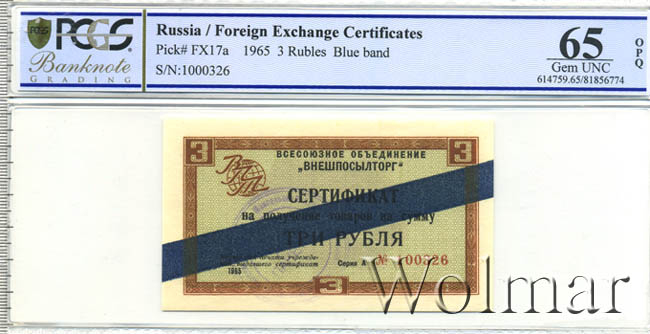 PCGS
Banknote
GRADING
Russia / Foreign Exchange Certificates
Pick# FX17a 1965 3 Rubles Blue band
S/N:1000326
65
Gem UNC
614759.65/81856774
OPQ
3 3
ВПТ
ВСЕСОЮЗНОЕ ОБЪЕДИНЕНИЕ
„ВНЕШПОСЫЛТОРГ"
СЕРТИФИКАТ
на получение товаров на сумму
ТРИ РУБЛЯ
сертификат
1965
Серия А № 100326
3
Wolmar